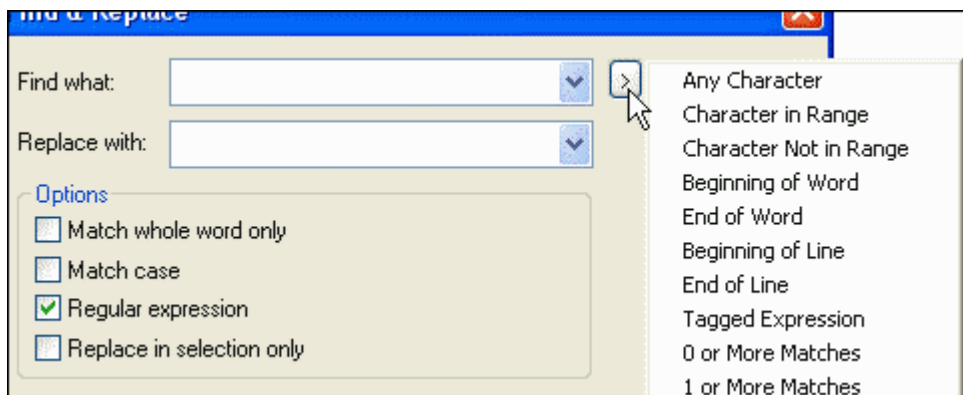 Find & Replace
Find what:
Replace with:
Options
Match whole word only
Match case
Regular expression
Replace in selection only
>
Any Character
Character in Range
Character Not in Range
Beginning of Word
End of Word
Beginning of Line
End of Line
Tagged Expression
0 or More Matches
1 or More Matches